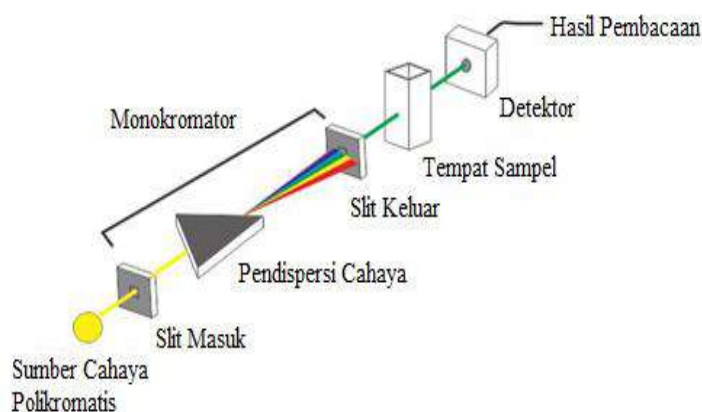 Hasil Pembacaan
Detektor
Monokromator
Tempat Sampel
Slit Keluar
Pendispersi Cahaya
Slit Masuk
Sumber Cahaya
Polikromatis